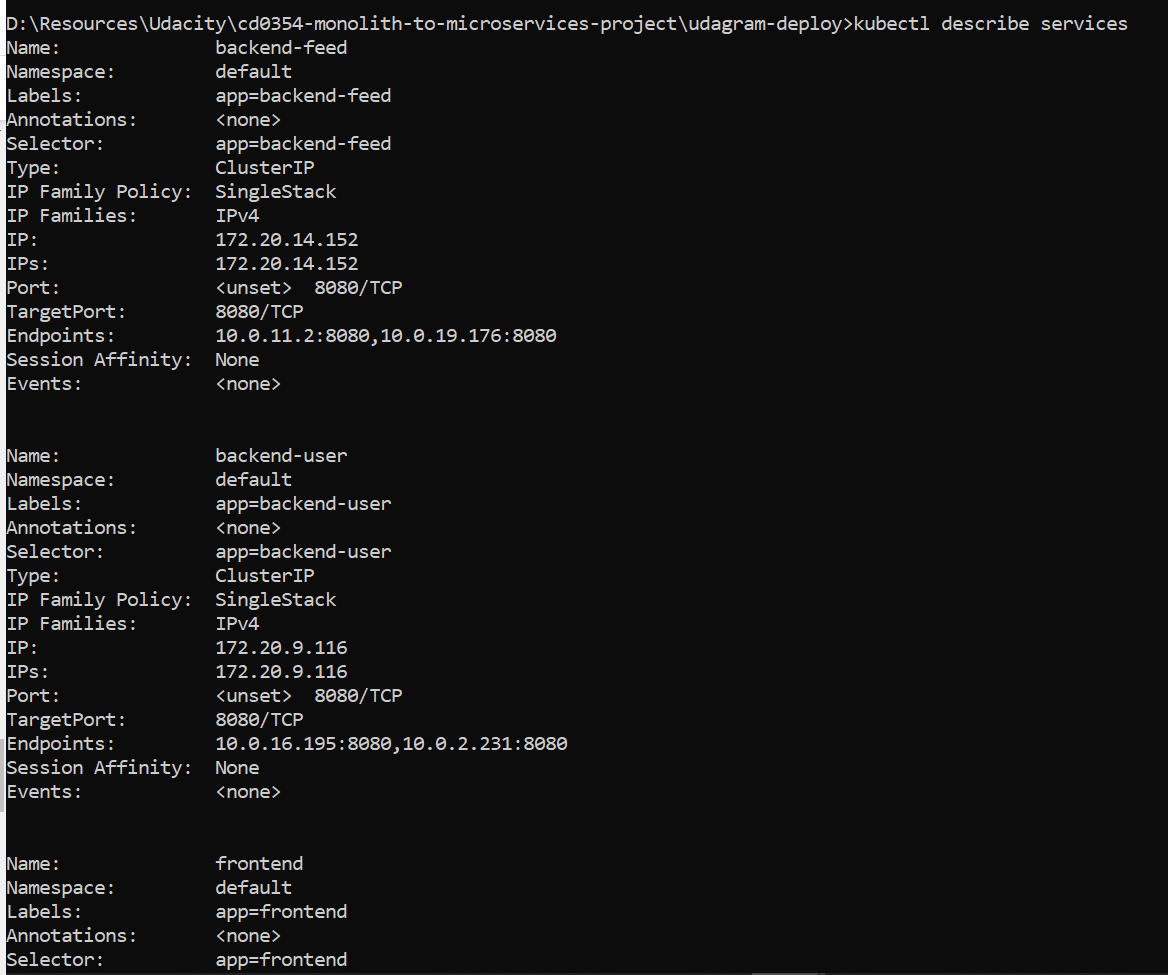 D:\Resources\Udacity\cd0354-monolith-to-microservices-project\udagram-deploy>kubectl describe services
Name:              backend-feed
Namespace:         default
Labels:            app=backend-feed
Annotations:       <none>
Selector:          app=backend-feed
Type:              ClusterIP
IP Family Policy:  SingleStack
IP Families:       IPv4
IP:                172.20.14.152
IPs:               172.20.14.152
Port:              <unset>  8080/TCP
TargetPort:        8080/TCP
Endpoints:         10.0.11.2:8080,10.0.19.176:8080
Session Affinity:  None
Events:            <none>
Name:              backend-user
Namespace:         default
Labels:            app=backend-user
Annotations:       <none>
Selector:          app=backend-user
Type:              ClusterIP
IP Family Policy:  SingleStack
IP Families:       IPv4
IP:                172.20.9.116
IPs:               172.20.9.116
Port:              <unset>  8080/TCP
TargetPort:        8080/TCP
Endpoints:         10.0.16.195:8080,10.0.2.231:8080
Session Affinity:  None
Events:            <none>
Name:              frontend
Namespace:         default
Labels:            app=frontend
Annotations:       <none>
Selector:          app=frontend